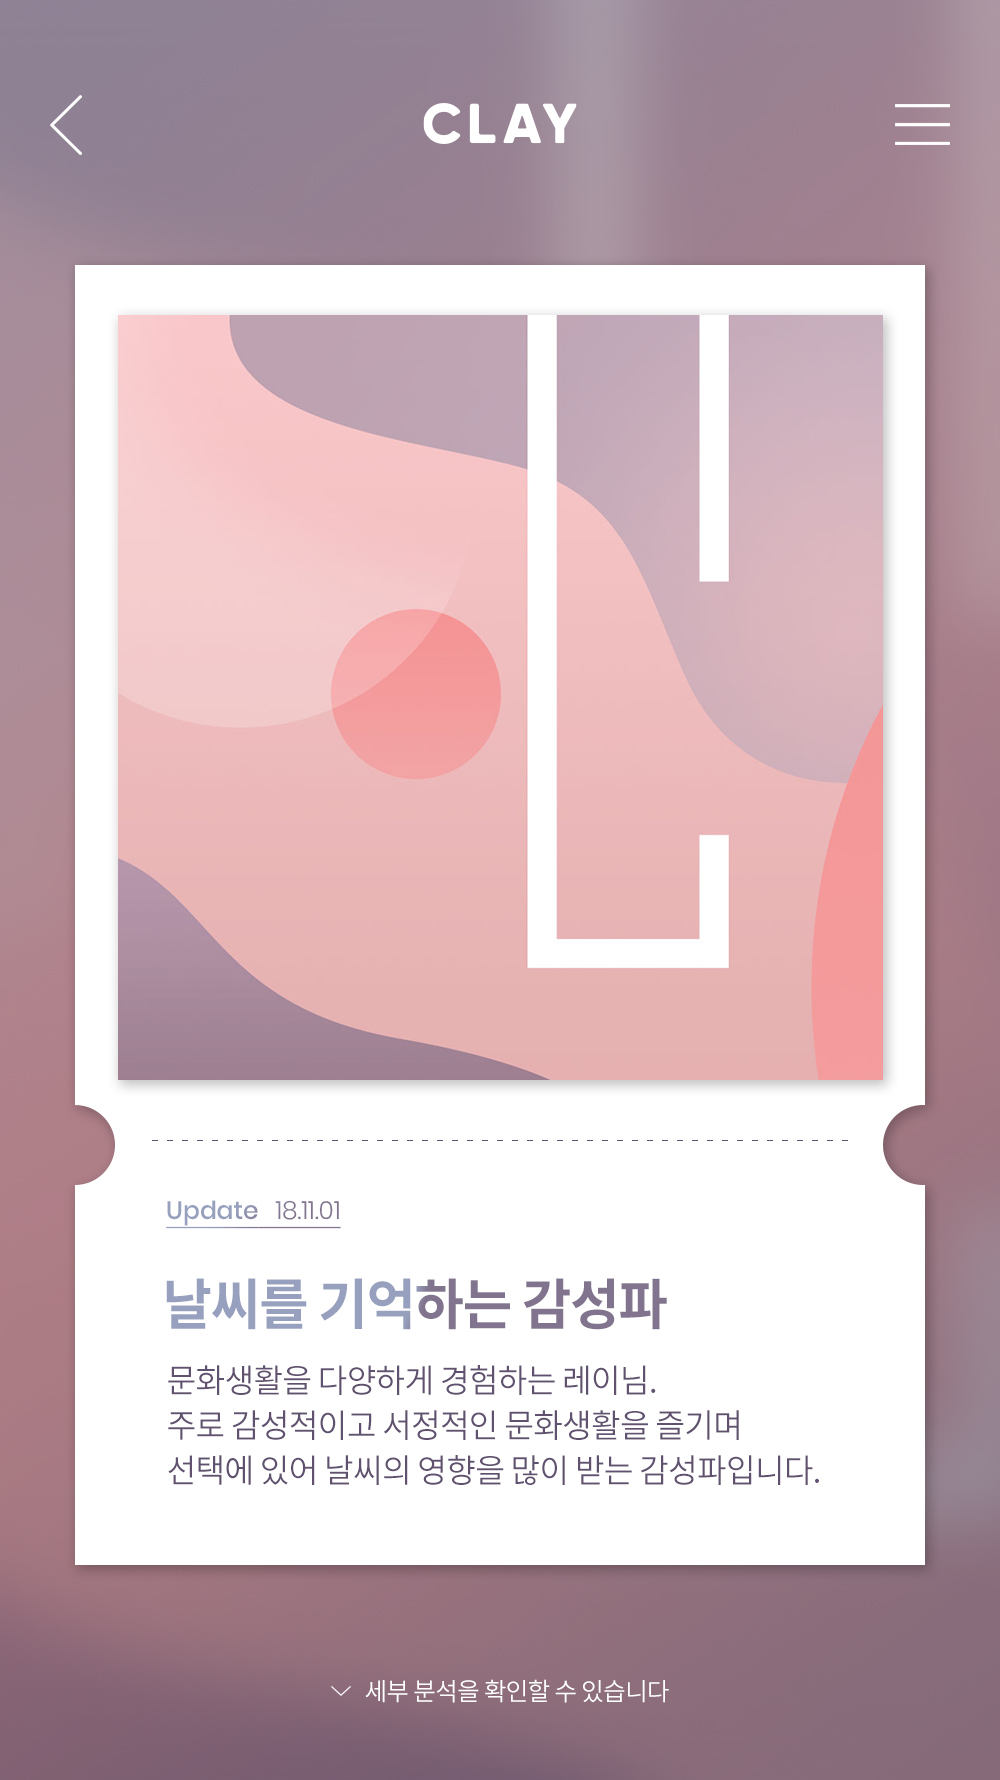 CLAY
Update 18.11.01
날씨를 기억하는 감성파
문화생활을 다양하게 경험하는 레이님.
주로 감성적이고 서정적인 문화생활을 즐기며
선택에 있어 날씨의 영향을 많이 받는 감성파입니다.
세부 분석을 확인할 수 있습니다